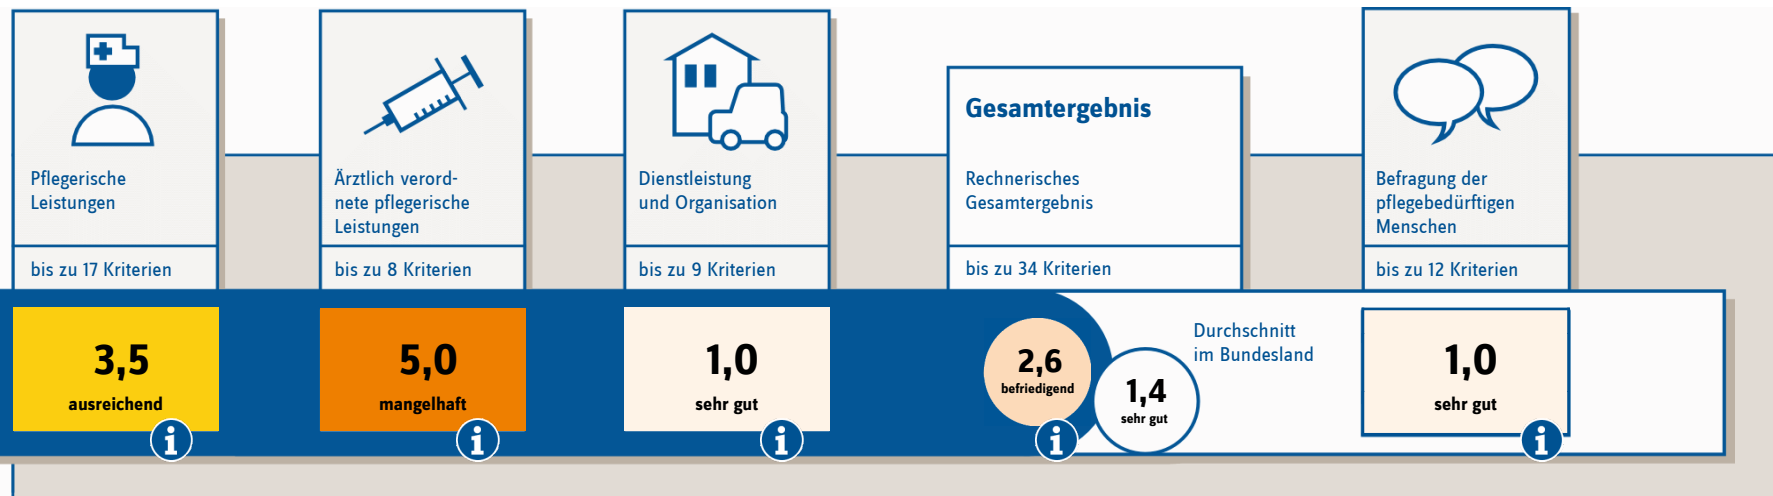 Pflegerische
Leistungen
bis zu 17 Kriterien
3,5
ausreichend
i
Ärztlich verord-
nete pflegerische
Leistungen
bis zu 8 Kriterien
5,0
mangelhaft
i
Dienstleistung
und Organisation
bis zu 9 Kriterien
1,0
sehr gut
i
Gesamtergebnis
Rechnerisches
Gesamtergebnis
bis zu 34 Kriterien
2,6
befriedigend
i
1,4
sehr gut
Durchschnitt
im Bundesland
Befragung der
pflegebedürftigen
Menschen
bis zu 12 Kriterien
1,0
sehr gut
i